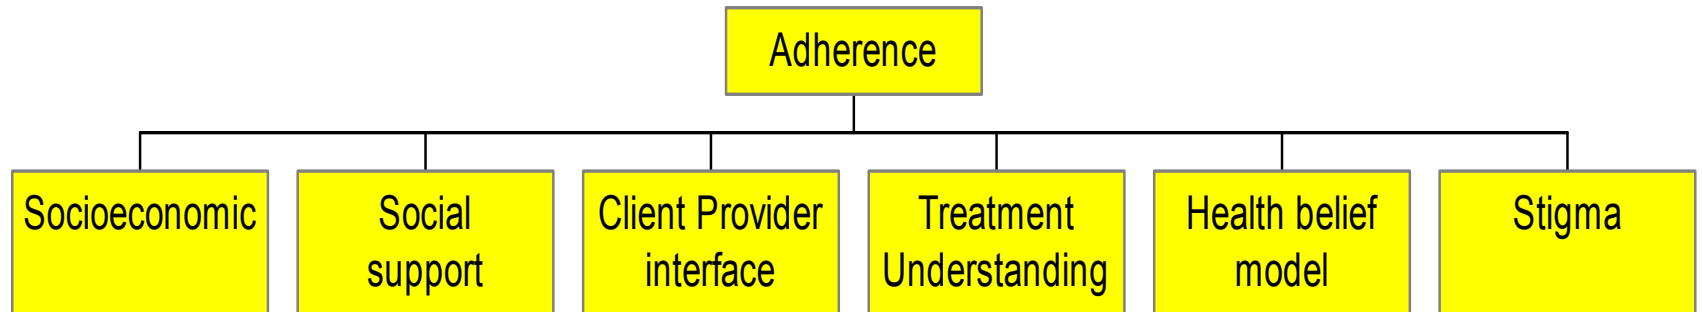 Adherence
Socioeconomic
Social
support
Client Provider
interface
Treatment
Understanding
Health belief
model
Stigma